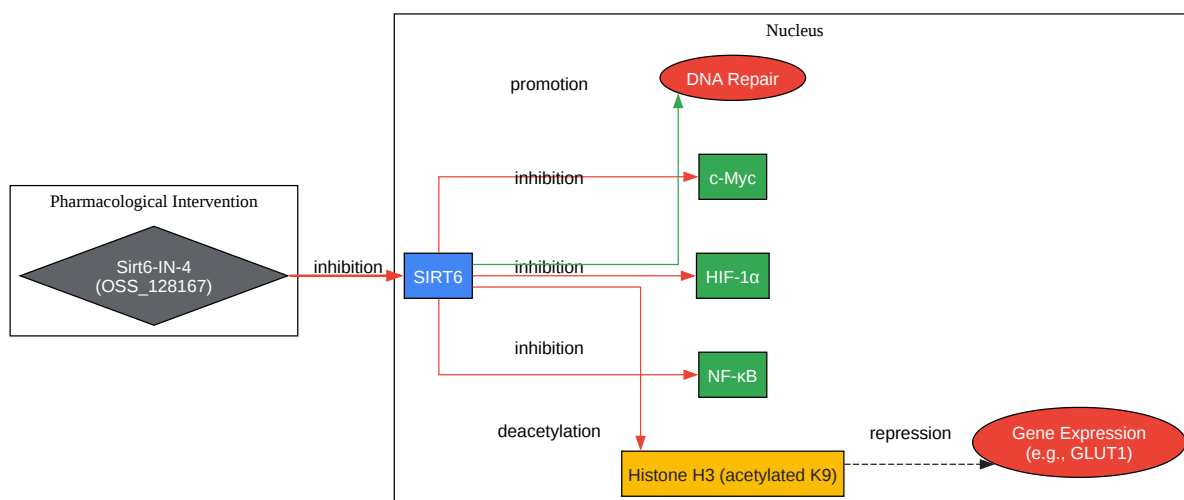 Nucleus
DNA Repair
promotion
inhibition
c-Myc
Pharmacological Intervention
Sirt6-IN-4
(OSS_128167)
inhibition
SIRT6
inhibition
HIF-1α
inhibition
NF-κB
deacetylation
repression
Gene Expression
(e.g., GLUT1)
Histone H3 (acetylated K9)